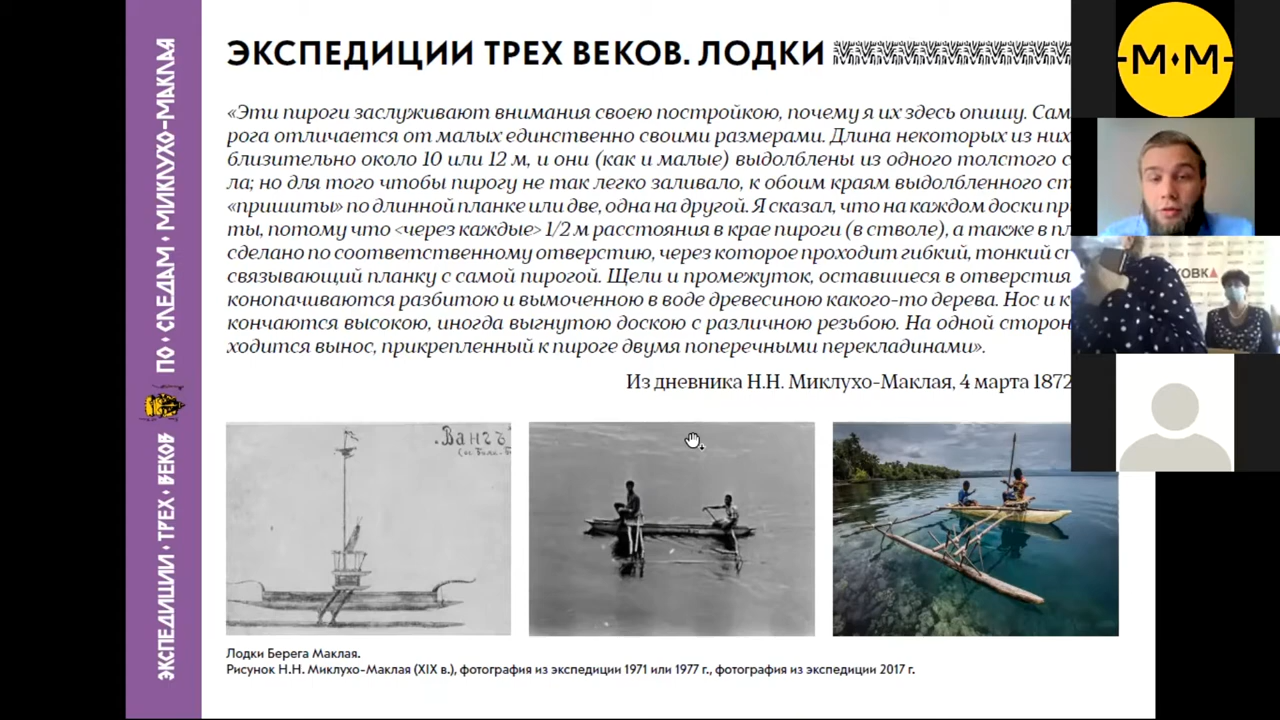 ЭКСПЕДИЦИИ ТРЕХ ВЕКОВ • ПО • СЛЕДАМ • МИКЛУХО-МАКЛАЯ
ЭКСПЕДИЦИИ ТРЕХ ВЕКОВ. ЛОДКИ
«Эти пироги заслуживают внимания своею постройкою, почему я их здесь опишу. Сам
рога отличается от малых единственно своими размерами. Длина некоторых из них
близительно около 10 или 12 м, и они (как и малые) выдолблены из одного толстого
ла; но для того чтобы пирогу не так легко заливало, к обоим краям выдолбленного ст
«пришиты» по длинной планке или две, одна на другой. Я сказал, что на каждом доски
ты, потому что <через каждые> 1/2 м расстояния в крае пироги (в стволе), а также в
сделано по соответственному отверстию, через которое проходит гибкий, тонкий
связывающий планку с самой пирогой. Щели и промежуток, оставшиеся в отверстия
конопачиваются разбитою и вымоченною в воде древесиною какого-то дерева. Нос и
кончаются высокою, иногда выгнутою доскою с различною резьбою. На одной сторон
ходится вынос, прикрепленный к пироге двумя поперечными перекладинами».
Из дневника Н.Н. Миклухо-Маклая, 4 марта 1872
.Вангъ
Лодки Берега Маклая.
Рисунок Н.Н. Миклухо-Маклая (XIX в.), фотография из экспедиции 1971 или 1977 г., фотография из экспедиции 2017 г.
-М•М-
ОВКА